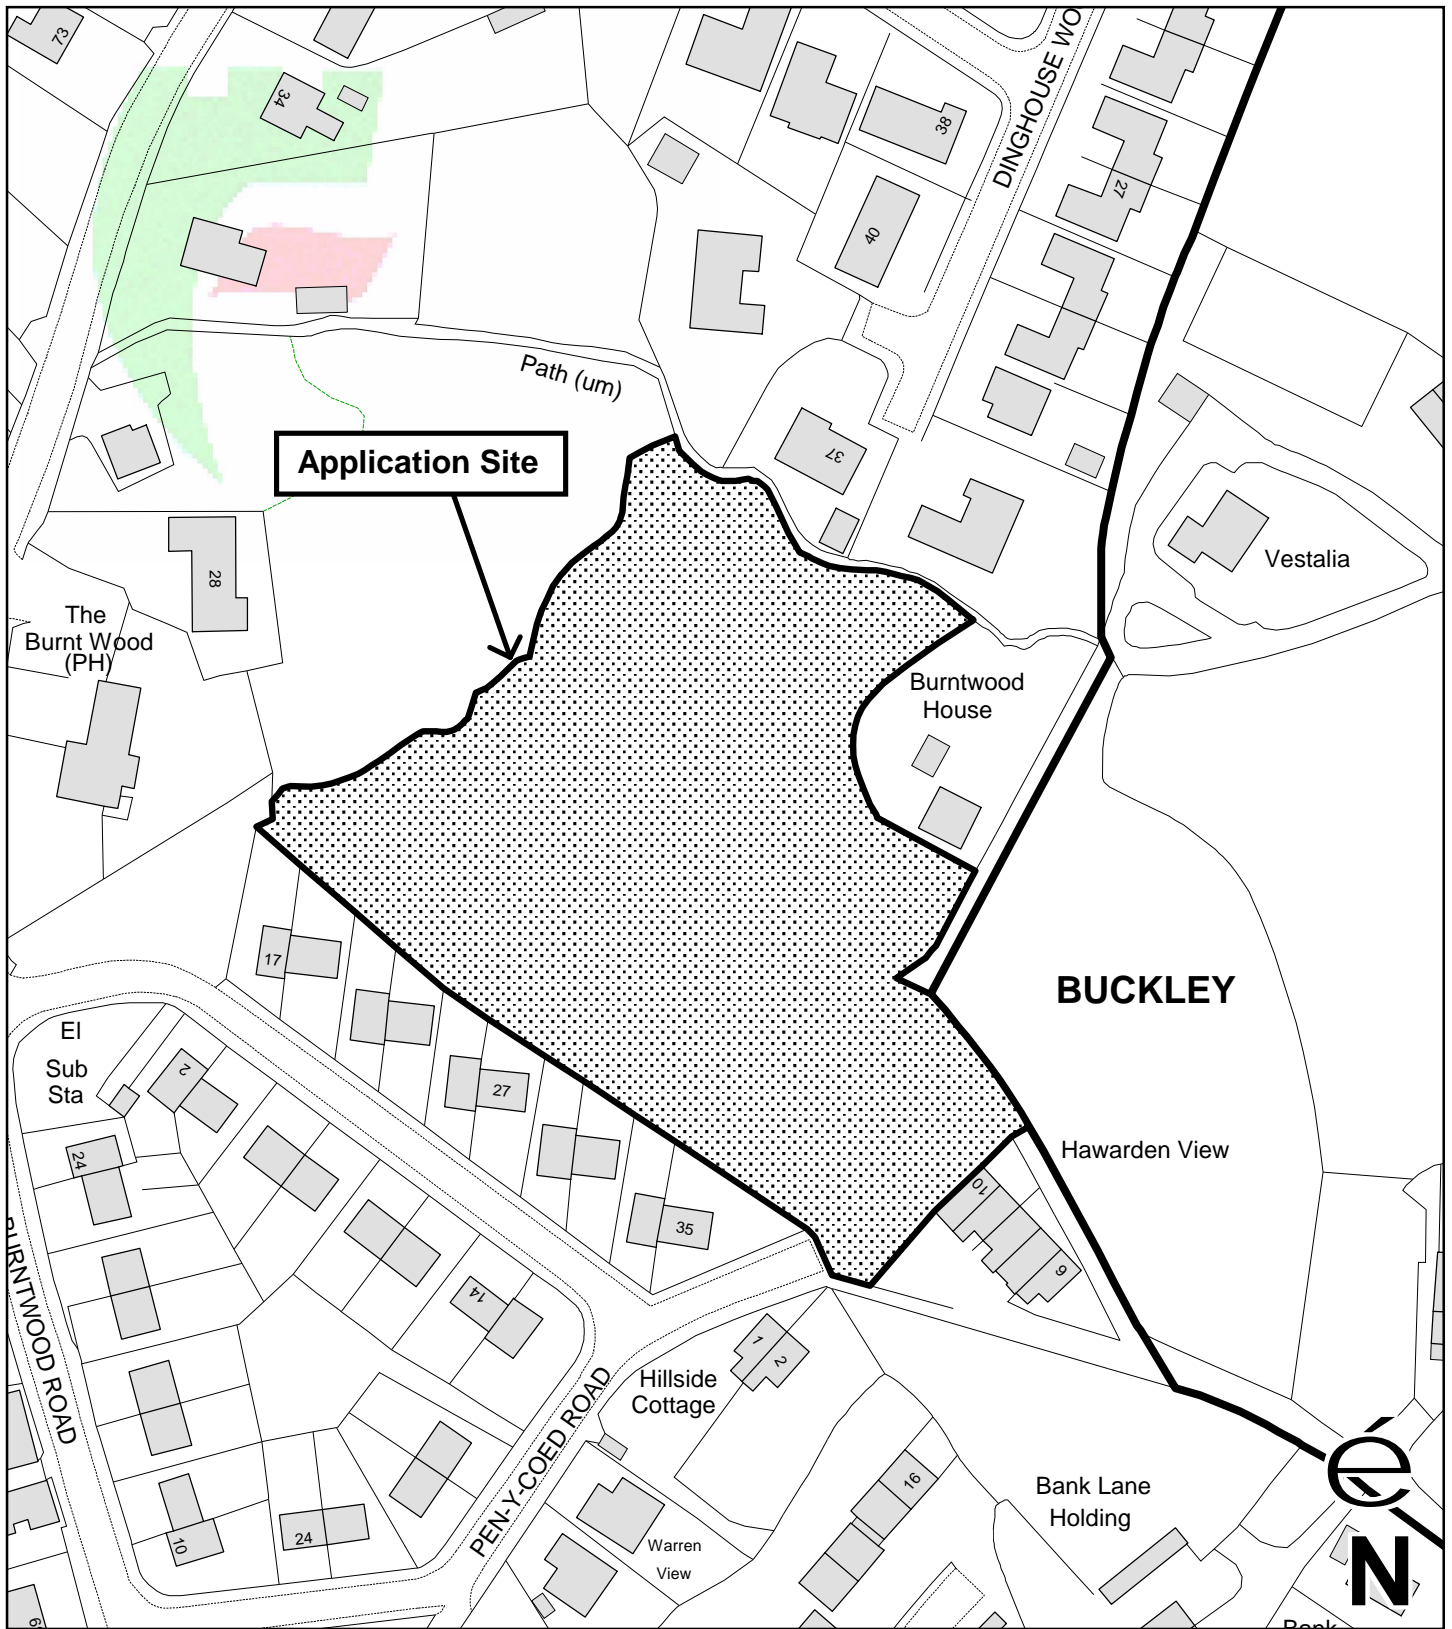 73
34
DINGHOUSE WO
38
27
40
Path (um)
37
Application Site
Vestalia
28
The
Burnt Wood
(PH)
Burntwood
House
17
BUCKLEY
El
Sub
Sta
2
27
24
Hawarden View
10
35
6
14
1
2
BURNTWOOD ROAD
Hillside
Cottage
PEN-Y-COED ROAD
16
Bank Lane
Holding
é
N
10
24
Warren
View
Bank